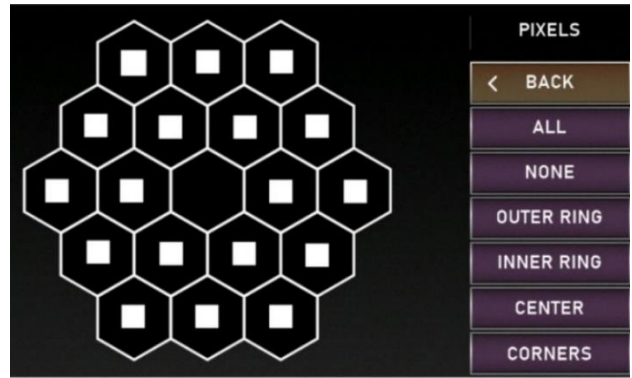 PIXELS
< BACK
ALL
NONE
OUTER RING
INNER RING
CENTER
CORNERS